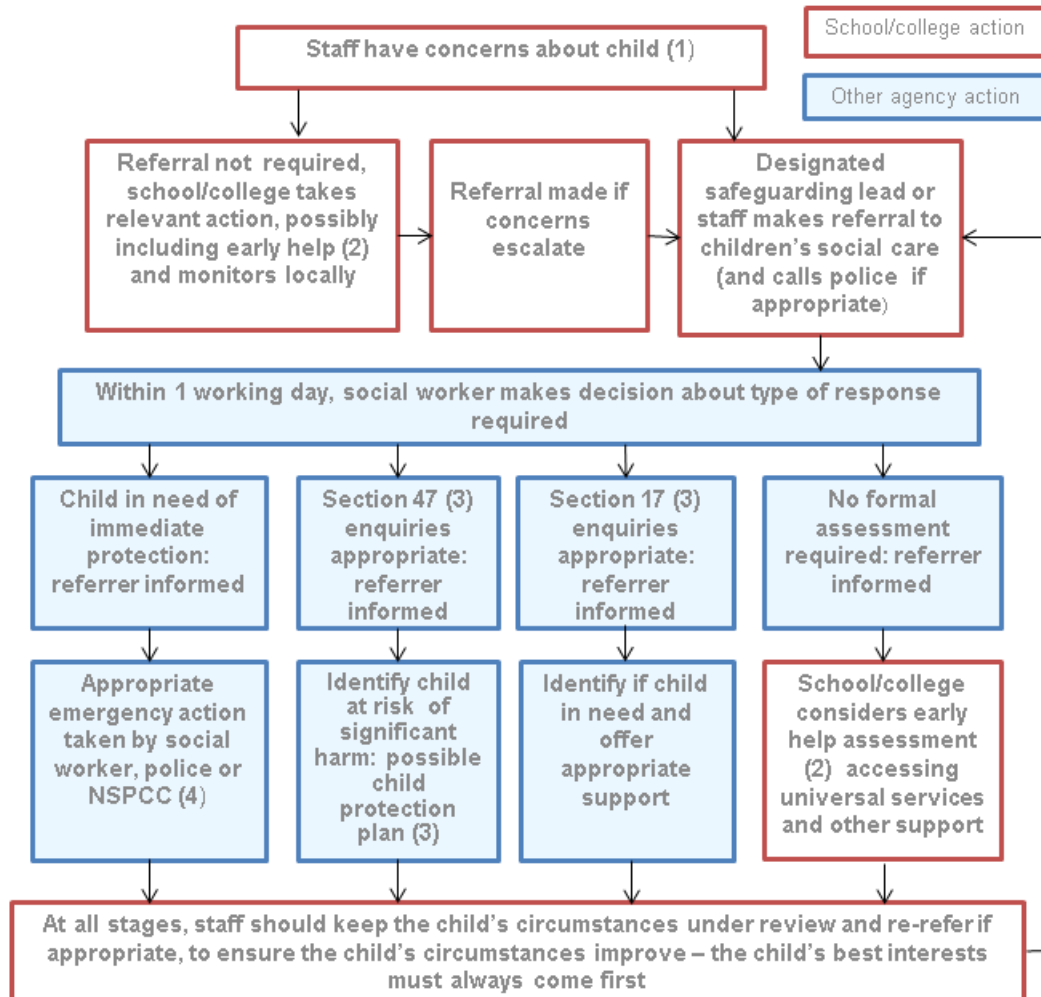 School/college action
Other agency action
Staff have concerns about child (1)
Referral not required,
school/college takes
relevant action, possibly
including early help (2)
and monitors locally
Referral made if
concerns
escalate
Designated
safeguarding lead or
staff makes referral to
children’s social care
(and calls police if
appropriate)
Within 1 working day, social worker makes decision about type of response
required
Child in need of
immediate
protection:
referrer informed
Section 47 (3)
enquiries
appropriate:
referrer
informed
Section 17 (3)
enquiries
appropriate:
referrer
informed
No formal
assessment
required: referrer
informed
Appropriate
emergency action
taken by social
worker, police or
NSPCC (4)
Identify child
at risk of
significant
harm: possible
child
protection
plan (3)
Identify if child
in need and
offer
appropriate
support
School/college
considers early
help assessment
(2) accessing
universal services
and other support
At all stages, staff should keep the child’s circumstances under review and re-refer if
appropriate, to ensure the child’s circumstances improve – the child’s best interests
must always come first